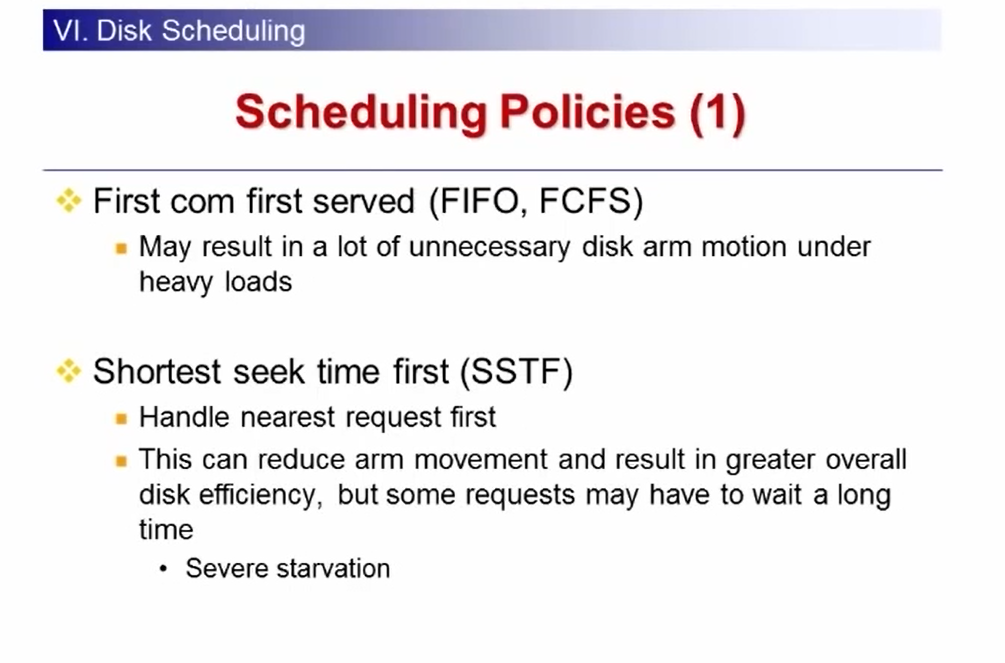 VI. Disk Scheduling
Scheduling Policies (1)
First com first served (FIFO, FCFS)
May result in a lot of unnecessary disk arm motion under
heavy loads
Shortest seek time first (SSTF)
Handle nearest request first
This can reduce arm movement and result in greater overall
disk efficiency, but some requests may have to wait a long
time
• Severe starvation